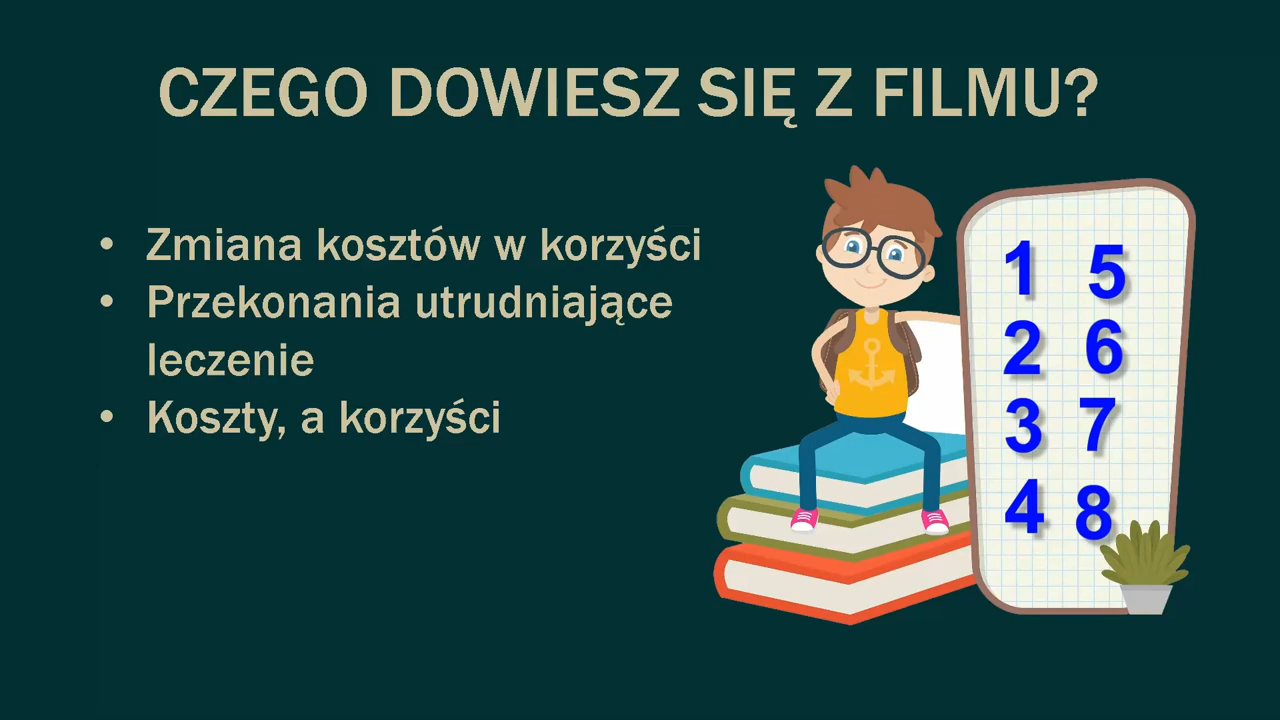 CZEGO DOWIESZ SIĘ Z FILMU?
• Zmiana kosztów w korzyści
• Przekonania utrudniające
leczenie
• Koszty, a korzyści
1 5
2 6
3 7
4 8